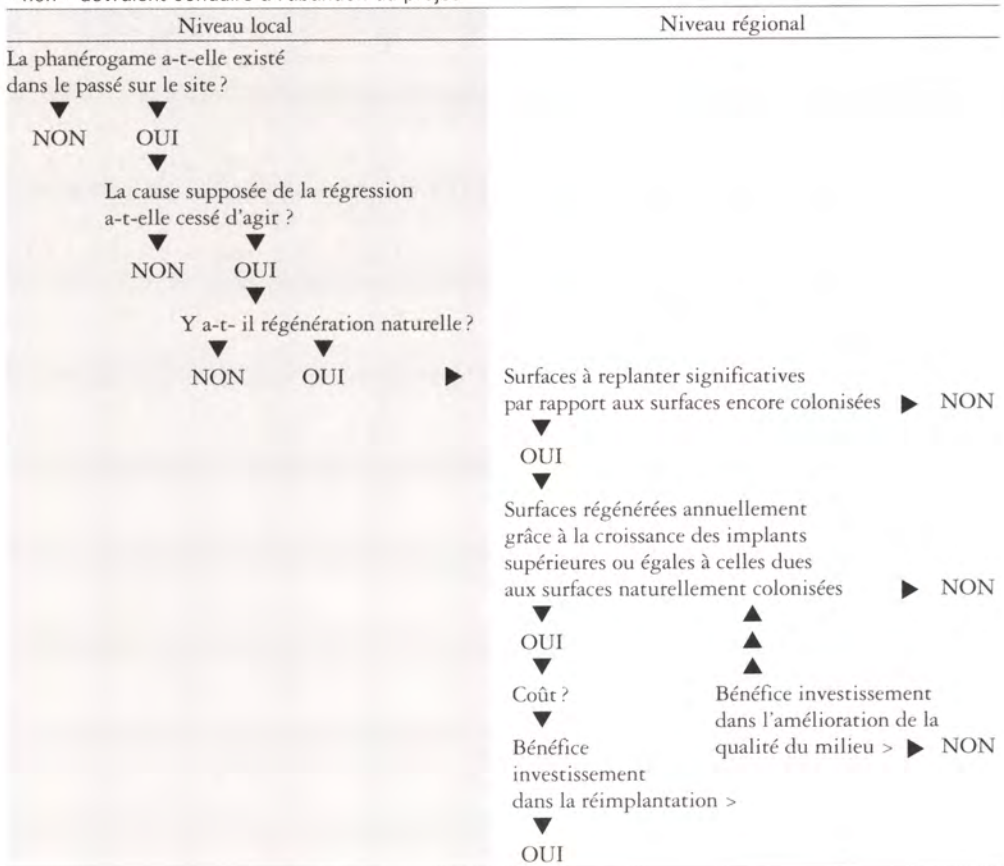 Niveau local Niveau régional
La phanérogame a-t-elle existé
dans le passé sur le site ?
NON OUI
La cause supposée de la régression
a-t-elle cessé d'agir ?
NON OUI
Y a-t- il régénération naturelle ?
NON OUI
Surfaces à replanter significatives
par rapport aux surfaces encore colonisées NON
OUI
Surfaces régénérées annuellement
grâce à la croissance des implants
supérieures ou égales à celles dues
aux surfaces naturellement colonisées NON
OUI
Coût ?
Bénéfice
investissement
dans la réimplantation >
OUI
Bénéfice investissement
dans l'amélioration de la
qualité du milieu > NON